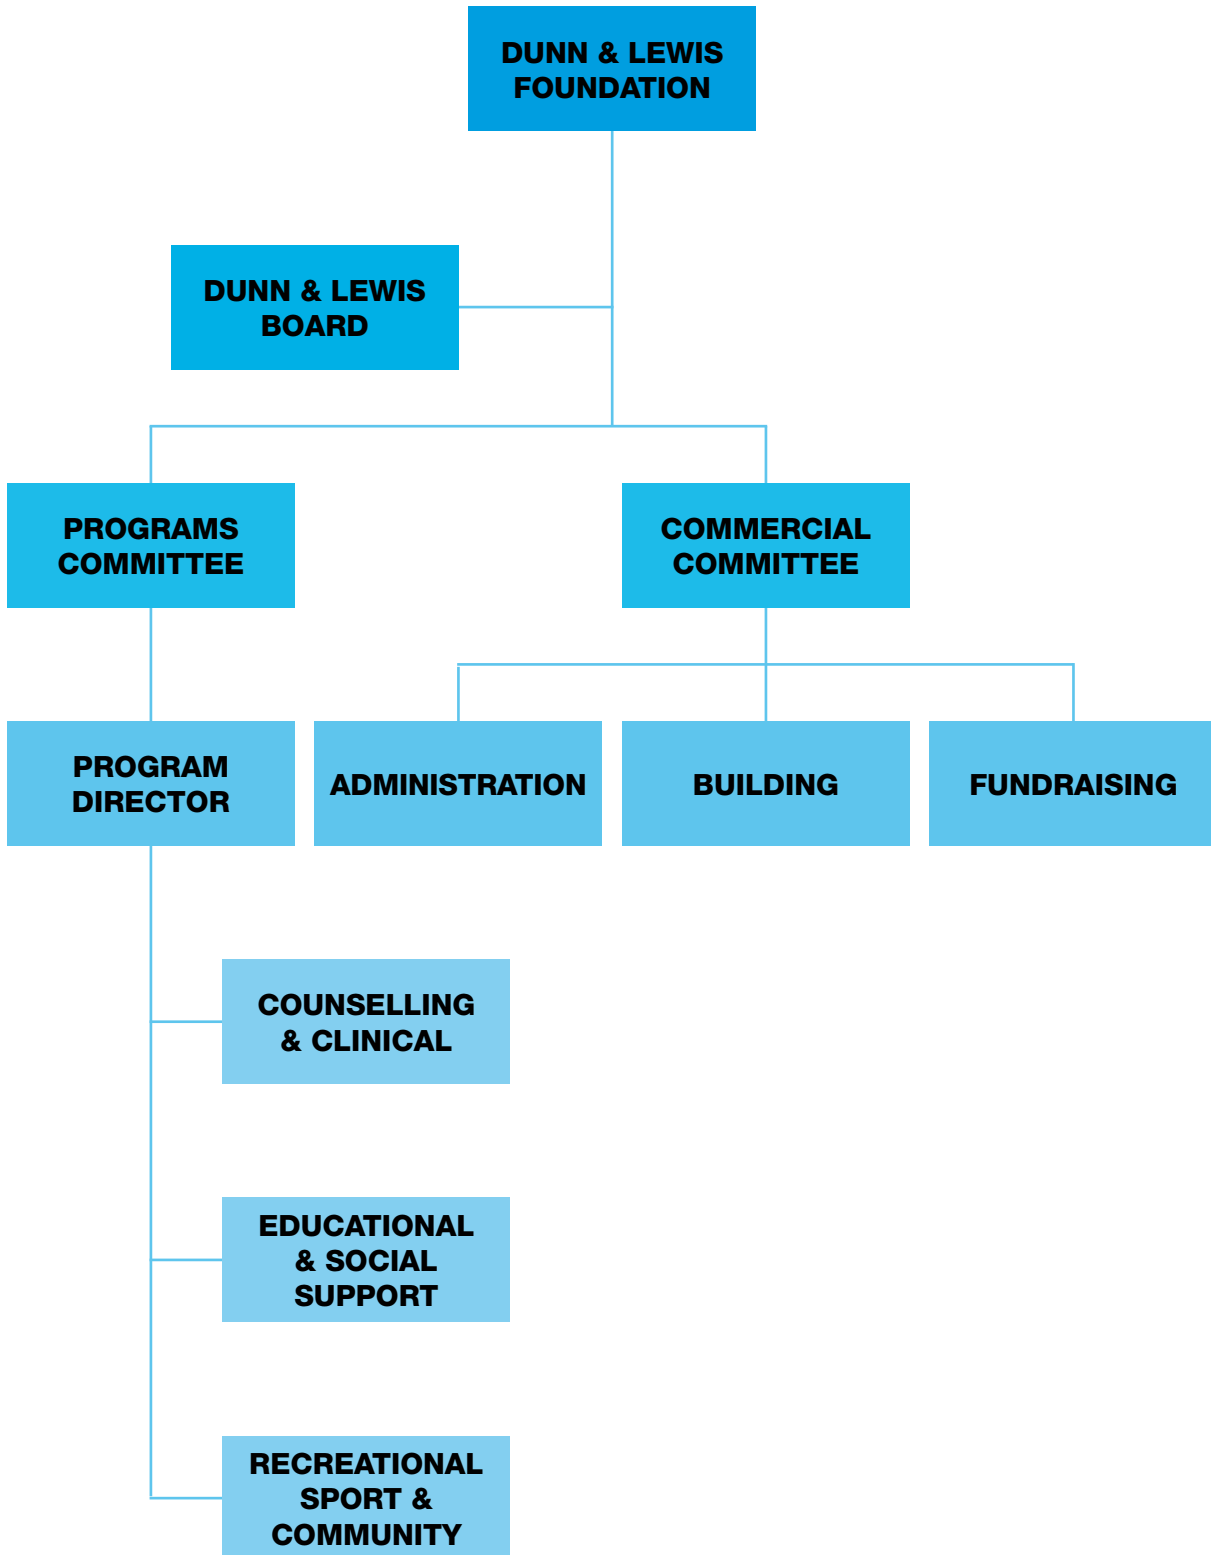 DUNN & LEWIS
FOUNDATION
DUNN & LEWIS
BOARD
PROGRAMS
COMMITTEE
COMMERCIAL
COMMITTEE
PROGRAM
DIRECTOR
ADMINISTRATION
BUILDING
FUNDRAISING
COUNSELLING
& CLINICAL
EDUCATIONAL
& SOCIAL
SUPPORT
RECREATIONAL
SPORT &
COMMUNITY